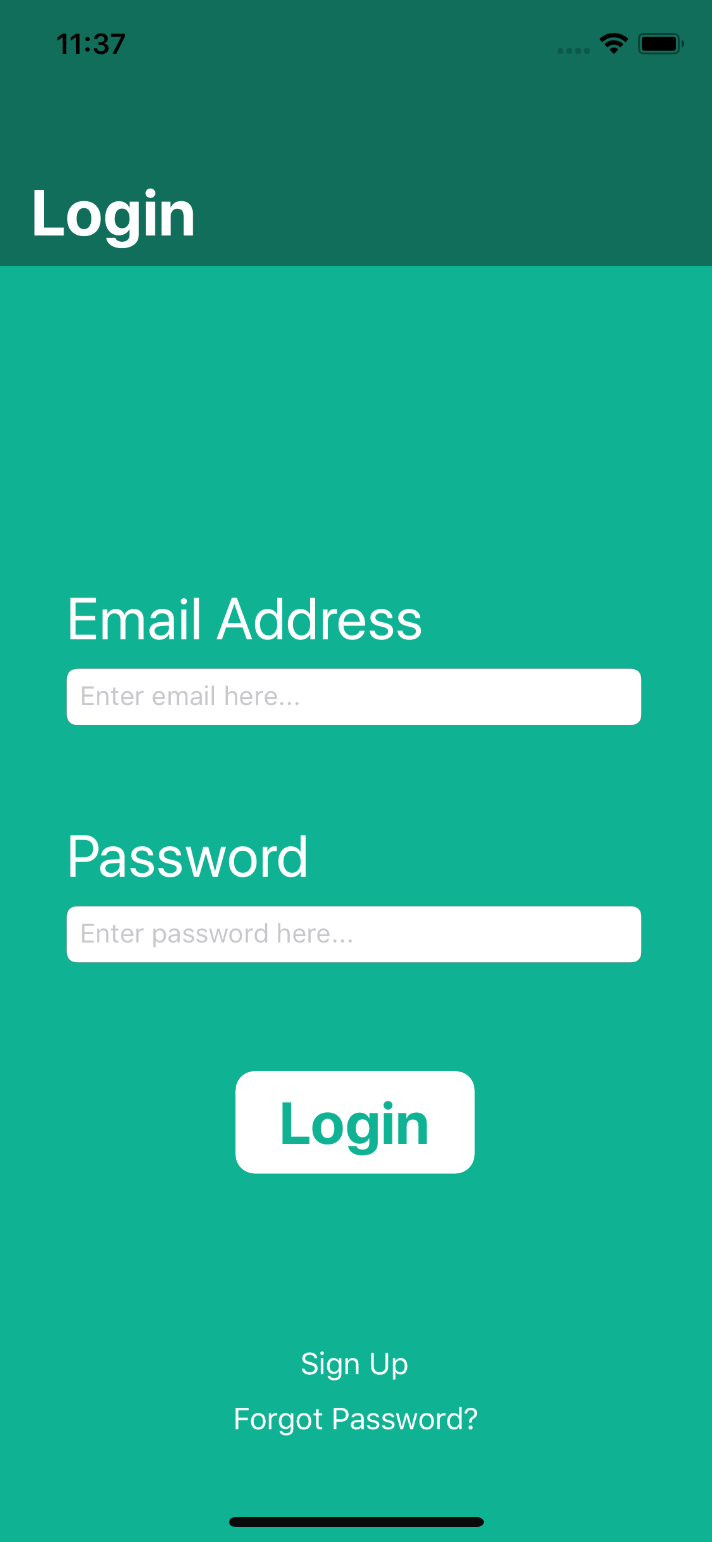 11:37
Login
Email Address
Enter email here...
Password
Enter password here...
Login
Sign Up
Forgot Password?